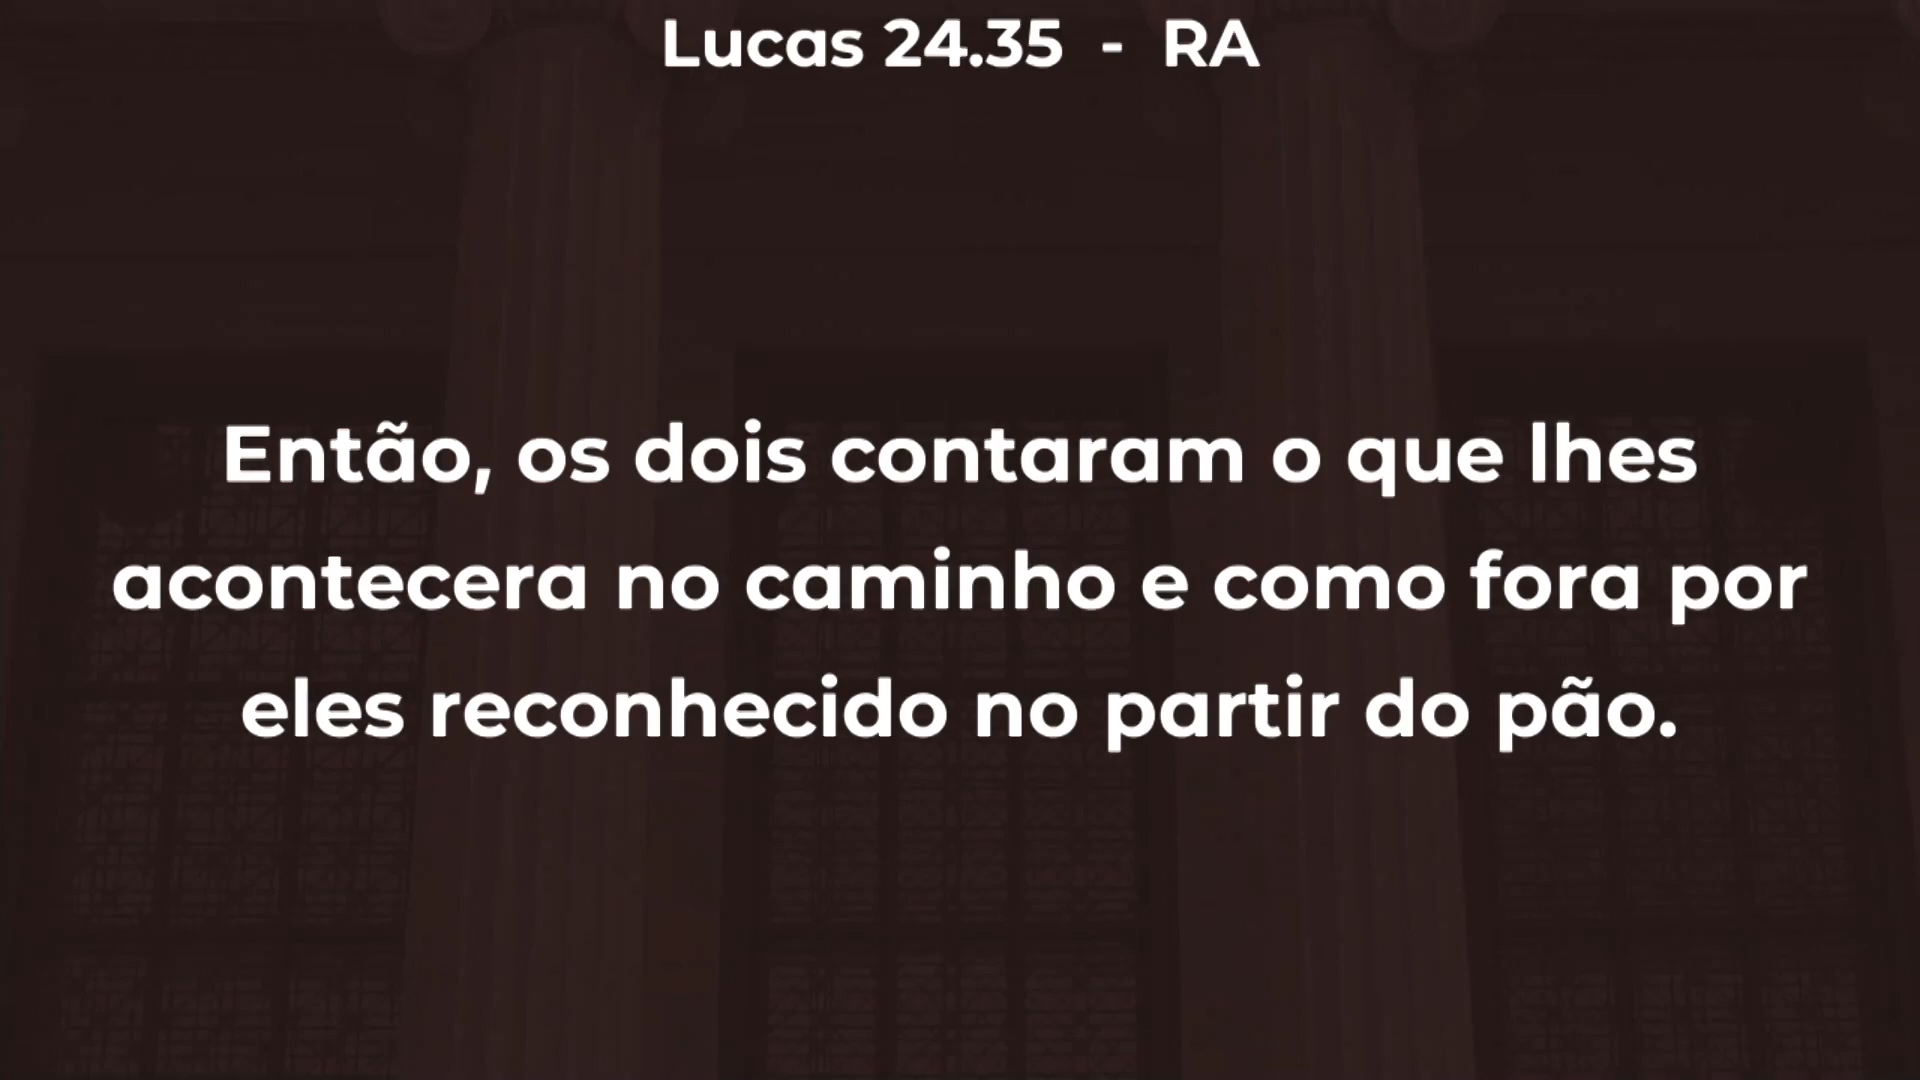 Lucas 24.35 - RA
Então, os dois contaram o que lhes
acontecera no caminho e como fora por
eles reconhecido no partir do pão.